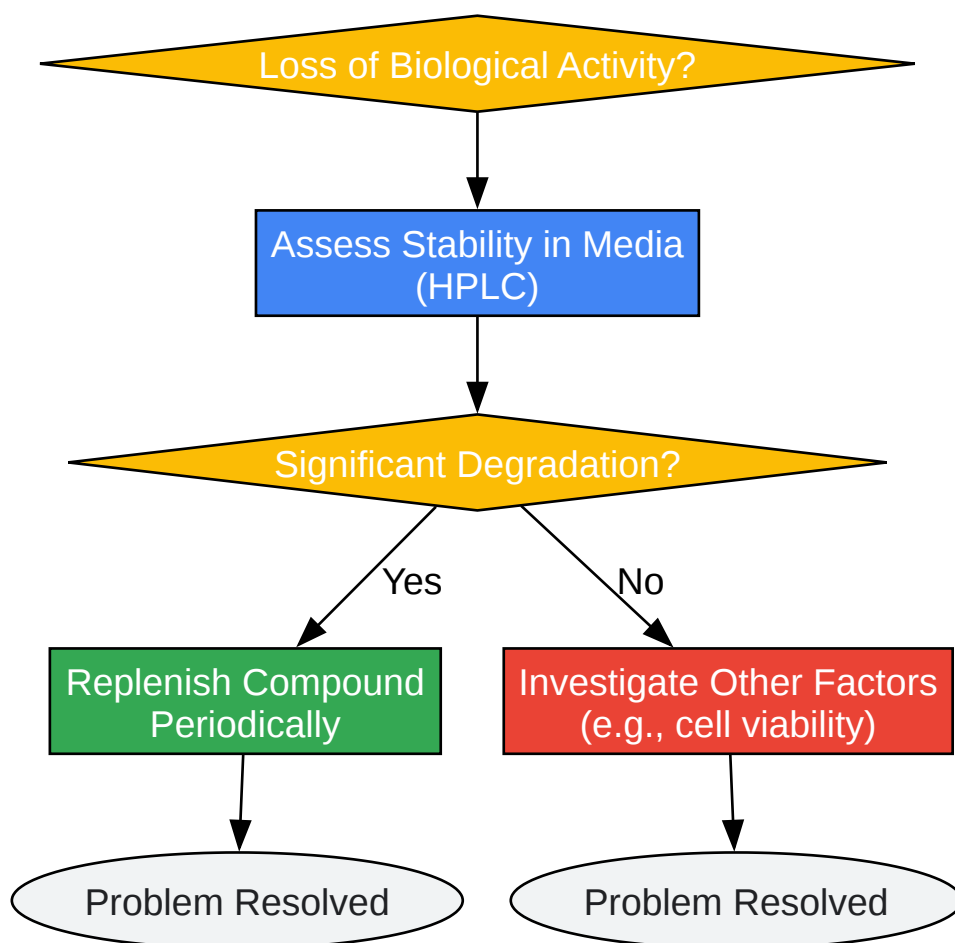 Loss of Biological Activity?
Assess Stability in Media
(HPLC)
Significant Degradation?
Yes
No
Replenish Compound
Periodically
Investigate Other Factors
(e.g., cell viability)
Problem Resolved
Problem Resolved